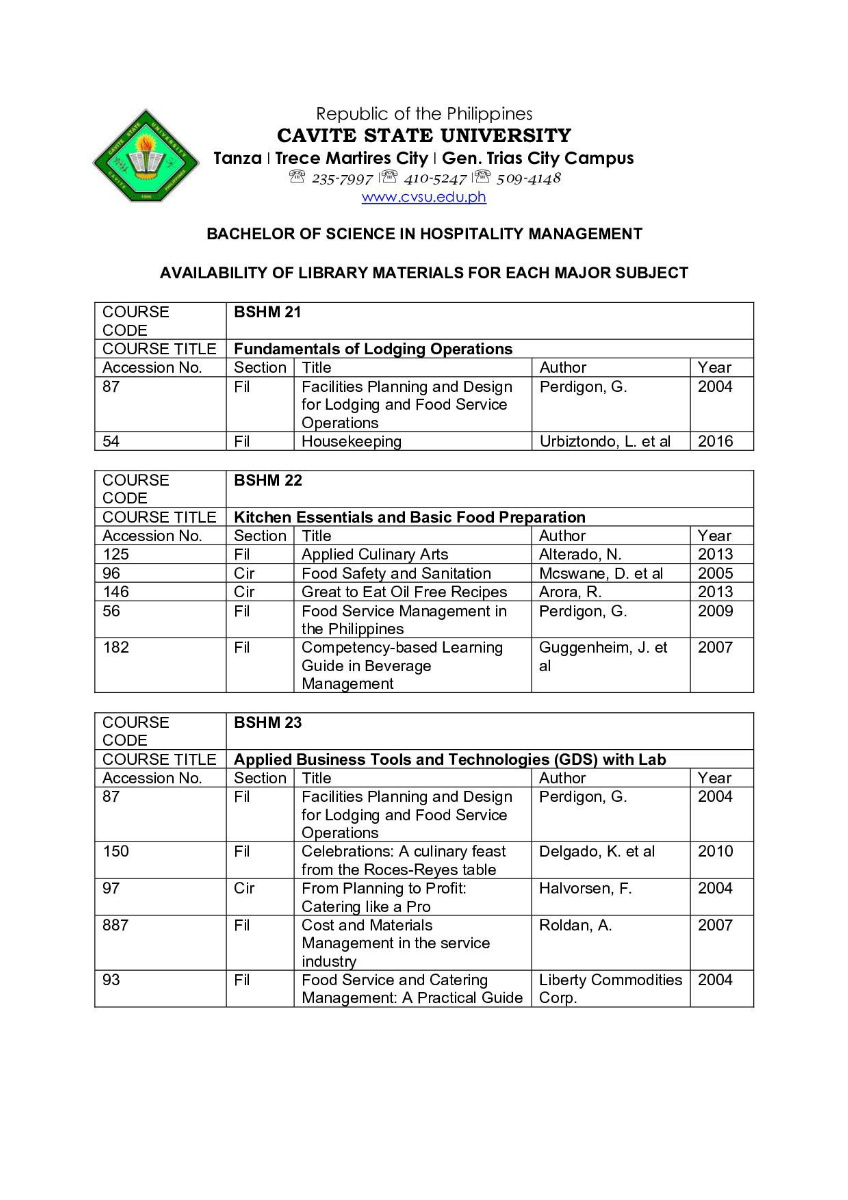 Republic of the Philippines
CAVITE STATE UNIVERSITY
Tanza | Trece Martires City | Gen. Trias City Campus
☏ 235-7997 |☏ 410-5247 |☏ 509-4148
www.cvsu.edu.ph
CAVITE STATE UNIVERSITY
CAVITE
PHILIPPINES
BACHELOR OF SCIENCE IN HOSPITALITY MANAGEMENT
AVAILABILITY OF LIBRARY MATERIALS FOR EACH MAJOR SUBJECT
COURSE BSHM 21
CODE
COURSE TITLE Fundamentals of Lodging Operations
Accession No. Section Title Author Year
87 Fil Facilities Planning and Design Perdigon, G. 2004
for Lodging and Food Service
Operations
54 Fil Housekeeping Urbiztondo, L. et al 2016
COURSE BSHM 22
CODE
COURSE TITLE Kitchen Essentials and Basic Food Preparation
Accession No. Section Title Author Year
125 Fil Applied Culinary Arts Alterado, N. 2013
96 Cir Food Safety and Sanitation Mcswane, D. et al 2005
146 Cir Great to Eat Oil Free Recipes Arora, R. 2013
56 Fil Food Service Management in Perdigon, G. 2009
the Philippines
182 Fil Competency-based Learning Guggenheim, J. et 2007
Guide in Beverage al
Management
COURSE BSHM 23
CODE
COURSE TITLE Applied Business Tools and Technologies (GDS) with Lab
Accession No. Section Title Author Year
87 Fil Facilities Planning and Design Perdigon, G. 2004
for Lodging and Food Service
Operations
150 Fil Celebrations: A culinary feast Delgado, K. et al 2010
from the Roces-Reyes table
97 Cir From Planning to Profit: Halvorsen, F. 2004
Catering like a Pro
887 Fil Cost and Materials Roldan, A. 2007
Management in the service
industry
93 Fil Food Service and Catering Liberty Commodities 2004
Management: A Practical Guide Corp.